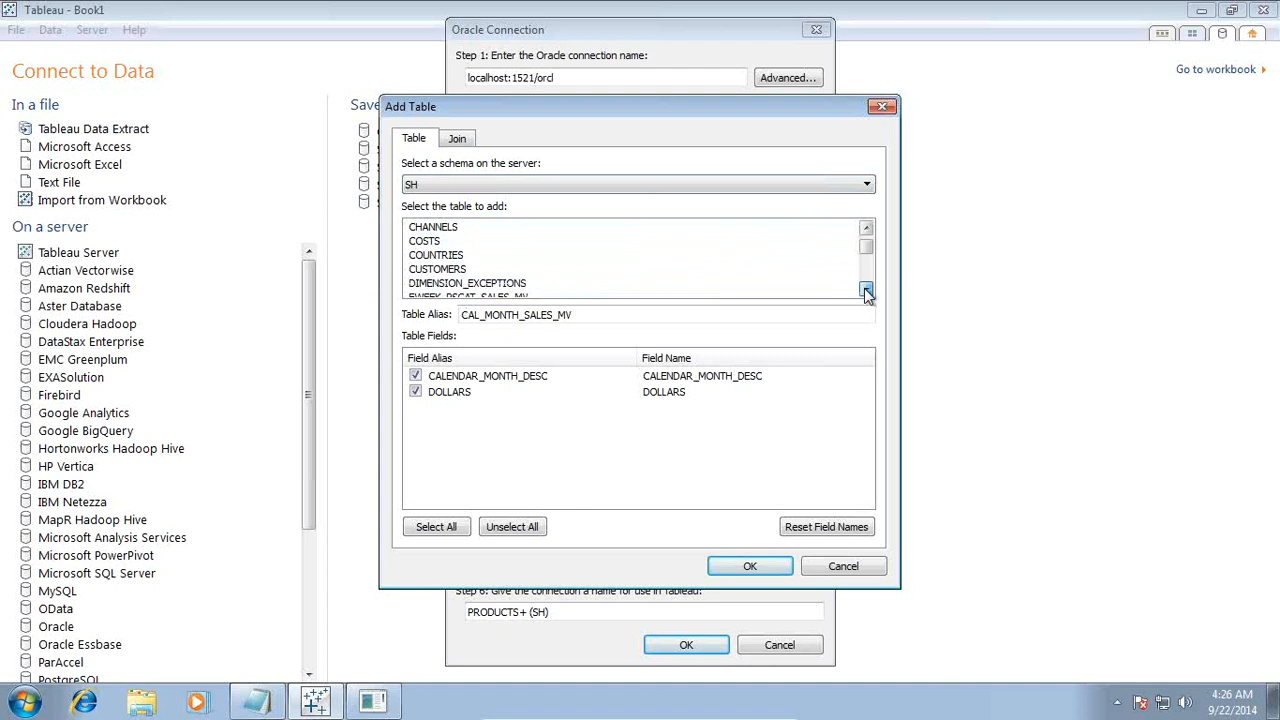 Tableau - Book1
File Data Server Help
Connect to Data
Go to workbook
In a file
Tableau Data Extract
Microsoft Access
Microsoft Excel
Text File
Import from Workbook
On a server
Tableau Server
Actian Vectorwise
Amazon Redshift
Aster Database
Cloudera Hadoop
DataStax Enterprise
EMC Greenplum
EXASolution
Firebird
Google Analytics
Google BigQuery
Hortonworks Hadoop Hive
HP Vertica
IBM DB2
IBM Netezza
MapR Hadoop Hive
Microsoft Analysis Services
Microsoft PowerPivot
Microsoft SQL Server
MySQL
OData
Oracle
Oracle Essbase
ParAccel
PostgreSQL
Oracle Connection
Step 1: Enter the Oracle connection name:
localhost:1521/orcl
Advanced...
Add Table
Table Join
Select a schema on the server:
SH
Select the table to add:
CHANNELS
COSTS
COUNTRIES
CUSTOMERS
DIMENSION_EXCEPTIONS
FWEEK_PSCAT_SALES_MV
Table Alias: CAL_MONTH_SALES_MV
Table Fields:
Field Alias Field Name
CALENDAR_MONTH_DESC CALENDAR_MONTH_DESC
DOLLARS DOLLARS
Select All Unselect All Reset Field Names
OK Cancel
Step 6: Give the connection a name for use in Tableau:
PRODUCTS+ (SH)
OK Cancel
4:26 AM
9/22/2014